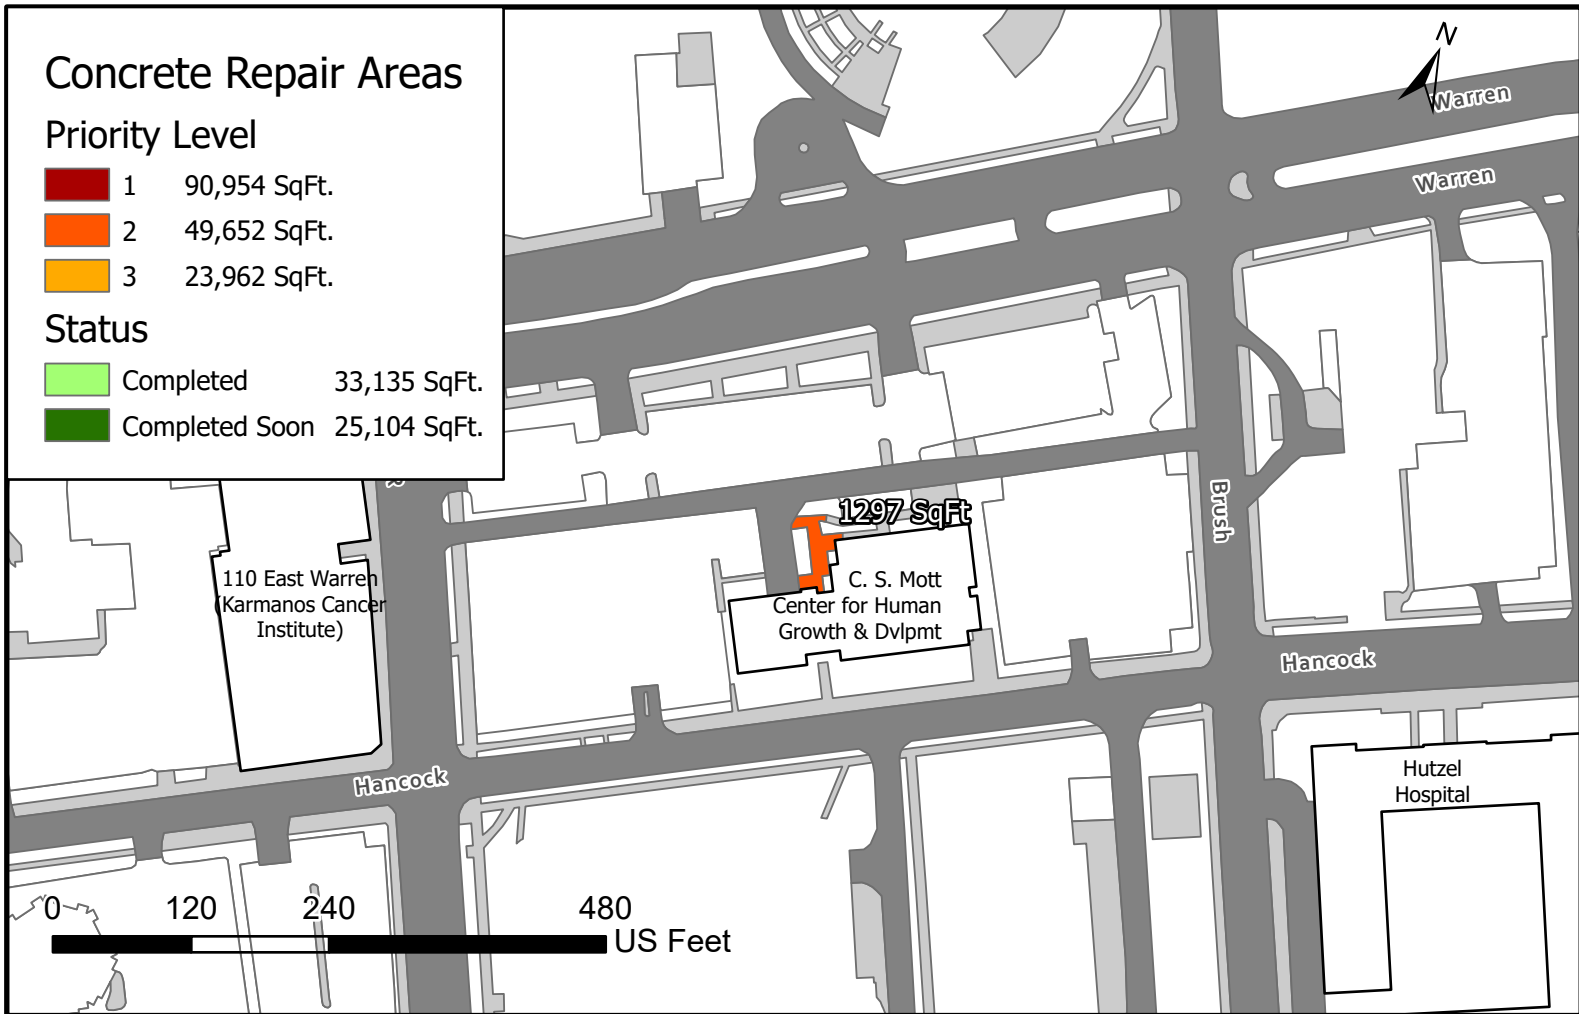 Concrete Repair Areas
Priority Level
1 90,954 SqFt.
2 49,652 SqFt.
3 23,962 SqFt.
Status
Completed 33,135 SqFt.
Completed Soon 25,104 SqFt.
N
Warren
Warren
1297 SqFt
Brush
110 East Warren
(Karmanos Cancer
Institute)
C. S. Mott
Center for Human
Growth & Dvlpmt
Hancock
Hancock
Hutzel
Hospital
0 120 240 480
US Feet